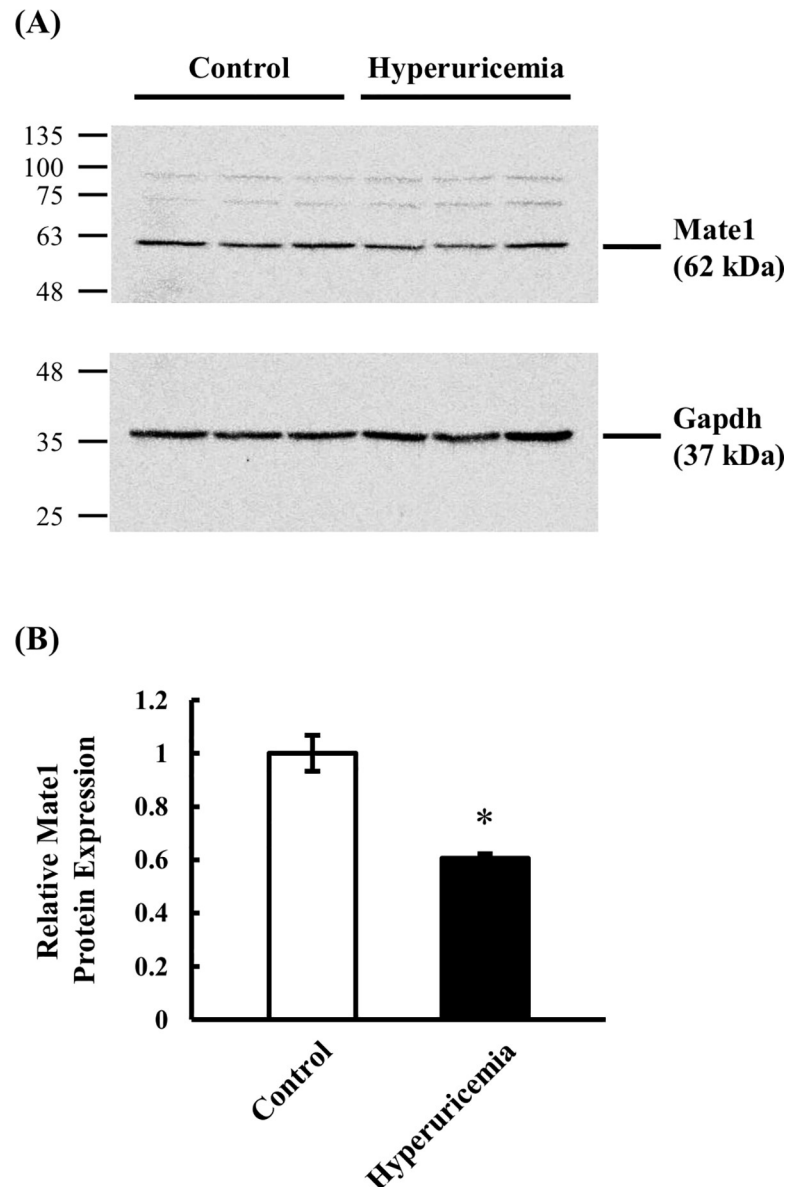 (A)
Control Hyperuricemia
135
100
75
63
48
Mate1
(62 kDa)
48
35
25
Gapdh
(37 kDa)
(B)
Relative Mate1
Protein Expression
1.2
1
0.8
0.6
0.4
0.2
0
*
Control
Hyperuricemia